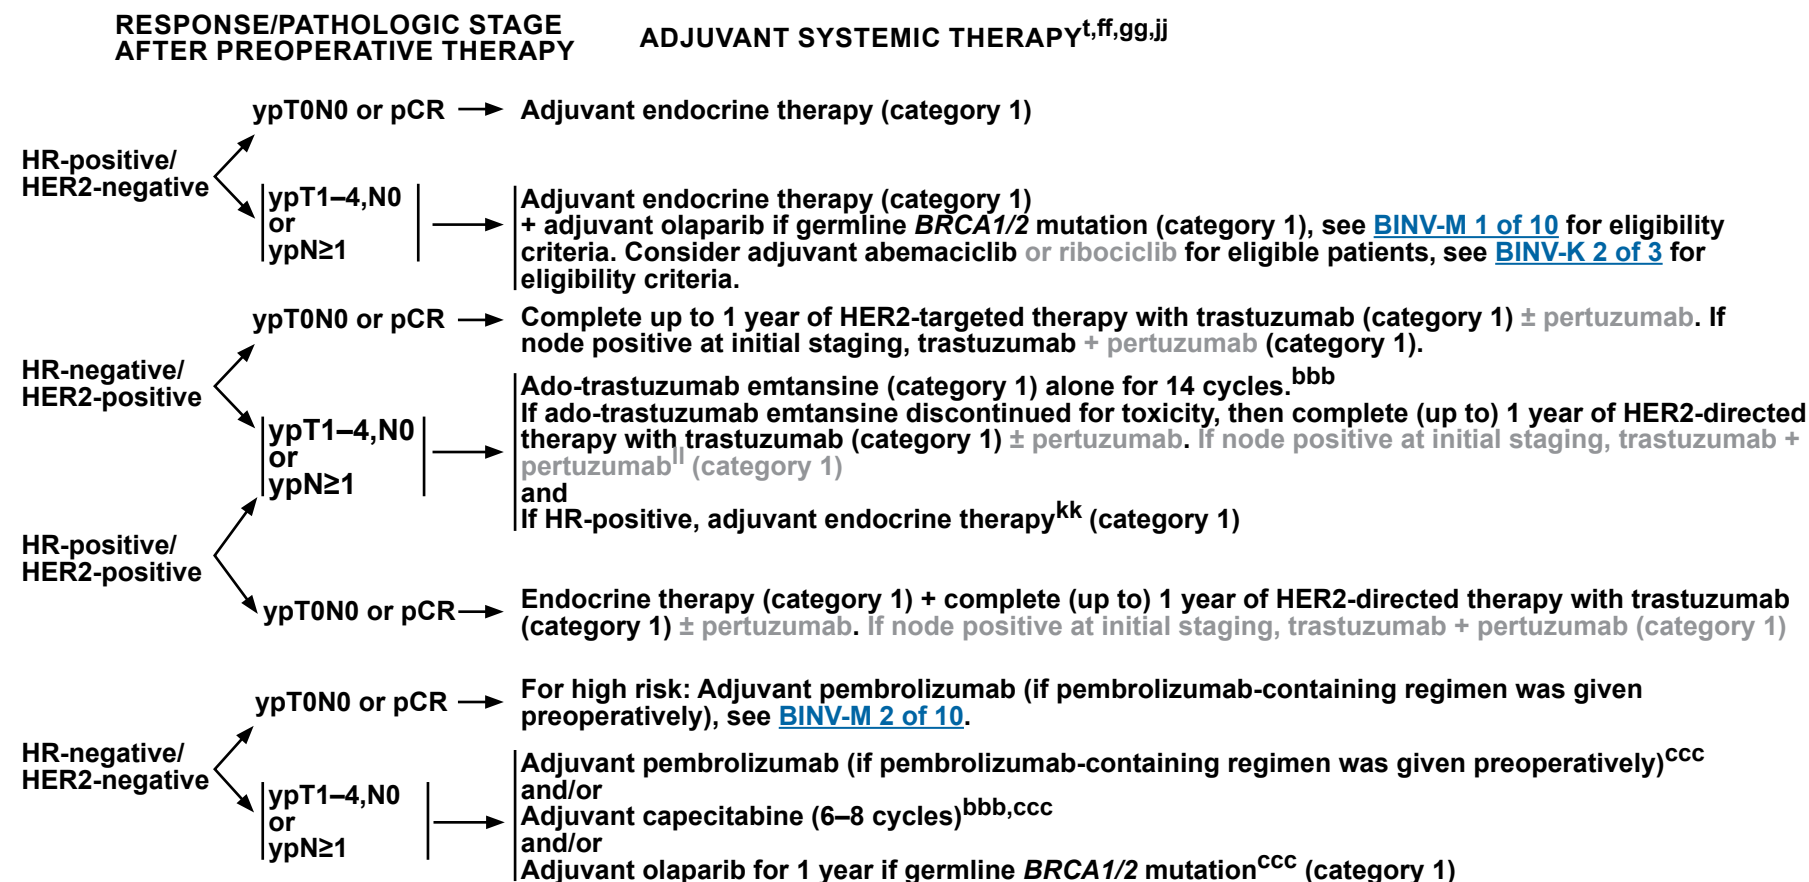 RESPONSE/PATHOLOGIC STAGE
AFTER PREOPERATIVE THERAPY
ADJUVANT SYSTEMIC THERAPYt,ff,gg,jj
HR-positive/
HER2-negative
ypT0N0 or pCR
Adjuvant endocrine therapy (category 1)
ypT1–4,N0
or
ypN≥1
Adjuvant endocrine therapy (category 1)
+ adjuvant olaparib if germline BRCA1/2 mutation (category 1), see BINV-M 1 of 10 for eligibility
criteria. Consider adjuvant abemaciclib or ribociclib for eligible patients, see BINV-K 2 of 3 for
eligibility criteria.
HR-negative/
HER2-positive
ypT0N0 or pCR
Complete up to 1 year of HER2-targeted therapy with trastuzumab (category 1) ± pertuzumab. If
node positive at initial staging, trastuzumab + pertuzumab (category 1).
ypT1–4,N0
or
ypN≥1
Ado-trastuzumab emtansine (category 1) alone for 14 cycles.bbb
If ado-trastuzumab emtansine discontinued for toxicity, then complete (up to) 1 year of HER2-directed
therapy with trastuzumab (category 1) ± pertuzumab. If node positive at initial staging, trastuzumab +
pertuzumabll (category 1)
and
If HR-positive, adjuvant endocrine therapykk (category 1)
HR-positive/
HER2-positive
ypT0N0 or pCR
Endocrine therapy (category 1) + complete (up to) 1 year of HER2-directed therapy with trastuzumab
(category 1) ± pertuzumab. If node positive at initial staging, trastuzumab + pertuzumab (category 1)
HR-negative/
HER2-negative
ypT0N0 or pCR
For high risk: Adjuvant pembrolizumab (if pembrolizumab-containing regimen was given
preoperatively), see BINV-M 2 of 10.
ypT1–4,N0
or
ypN≥1
Adjuvant pembrolizumab (if pembrolizumab-containing regimen was given preoperatively)ccc
and/or
Adjuvant capecitabine (6–8 cycles)bbb,ccc
and/or
Adjuvant olaparib for 1 year if germline BRCA1/2 mutationccc (category 1)